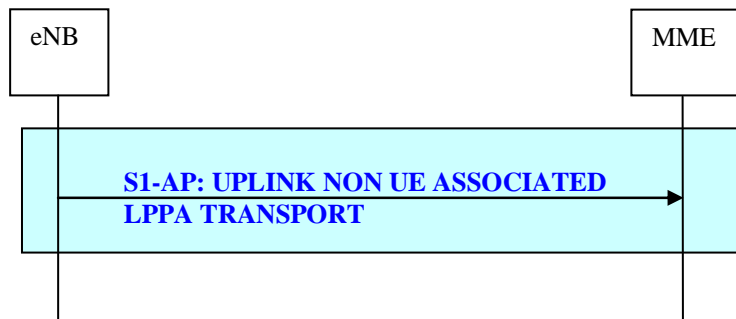 eNB
MME
S1-AP: UPLINK NON UE ASSOCIATED
LPPA TRANSPORT